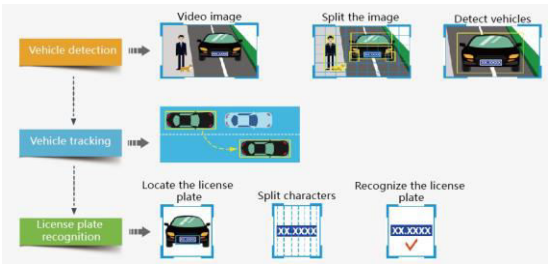 Video image
Split the image
Detect vehicles
Vehicle detection
Vehicle tracking
Locate the license
plate
Split characters
Recognize the license
plate
License plate
recognition
XX.XXXX
XX.XXXX